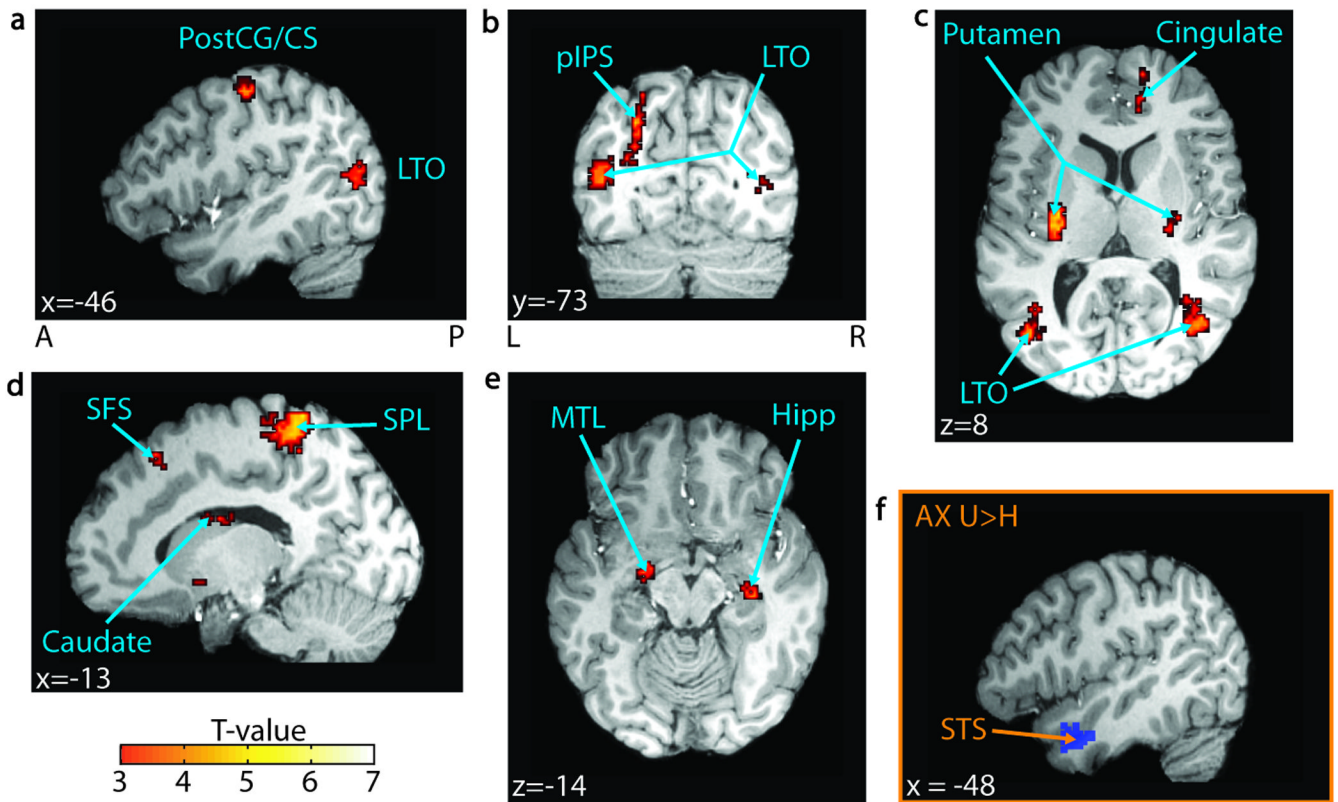 a
PostCG/CS
LTO
x=-46
A P
b
pIPS
LTO
y=-73
L R
c
Putamen
Cingulate
LTO
z=8
d
SFS
SPL
Caudate
x=-13
T-value
3 4 5 6 7
e
MTL
Hipp
z=-14
f
AX U>H
STS
x = -48